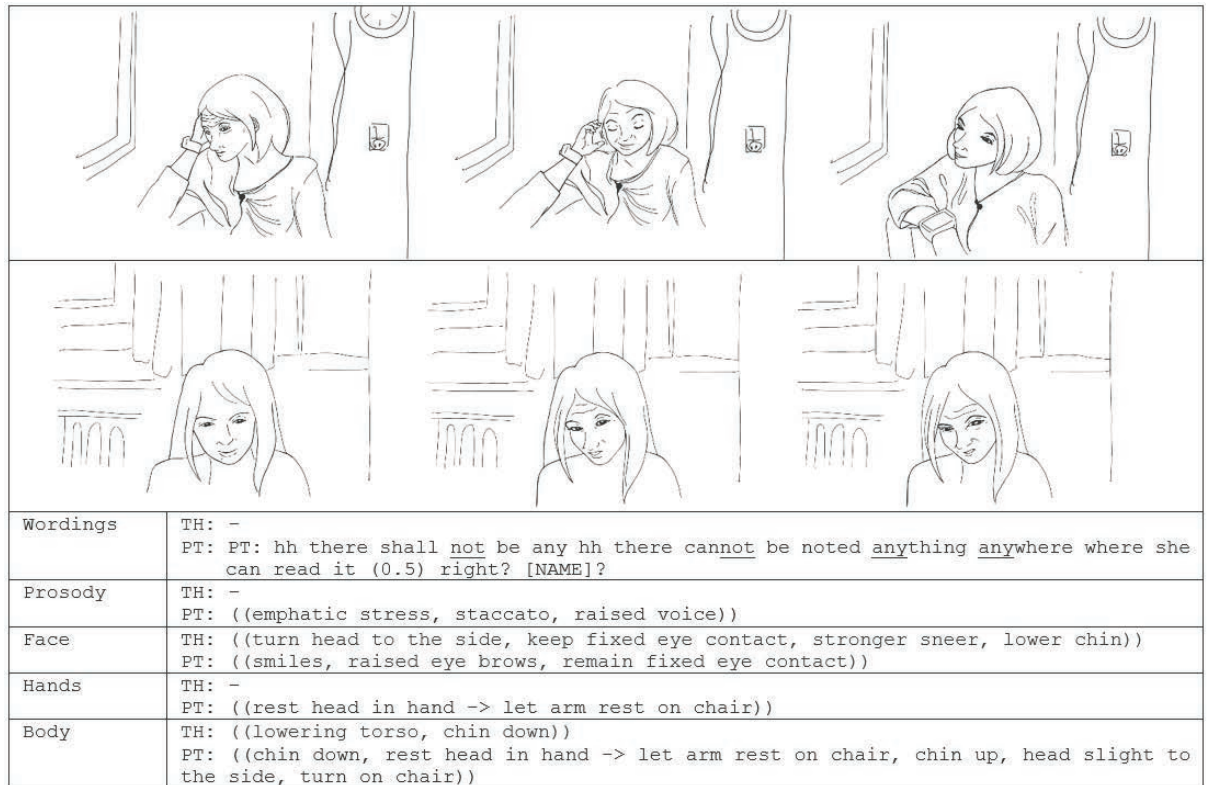 Wordings
TH: –
PT: PT: hh there shall not be any hh there cannot be noted anything anywhere where she
can read it (0.5) right? [NAME]?
Prosody
TH: –
PT: ((emphatic stress, staccato, raised voice))
Face
TH: ((turn head to the side, keep fixed eye contact, stronger sneer, lower chin))
PT: ((smiles, raised eye brows, remain fixed eye contact))
Hands
TH: –
PT: ((rest head in hand -> let arm rest on chair))
Body
TH: ((lowering torso, chin down))
PT: ((chin down, rest head in hand -> let arm rest on chair, chin up, head slight to
the side, turn on chair))